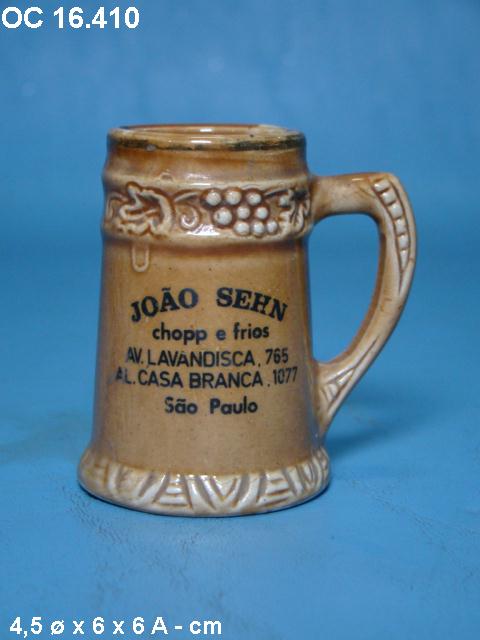 OC 16.410
JOÃO SEHN
chopp e frios
AV. LAVANDISCA, 765
AL. CASA BRANCA, 1077
São Paulo
4,5 ø x 6 x 6 A - cm